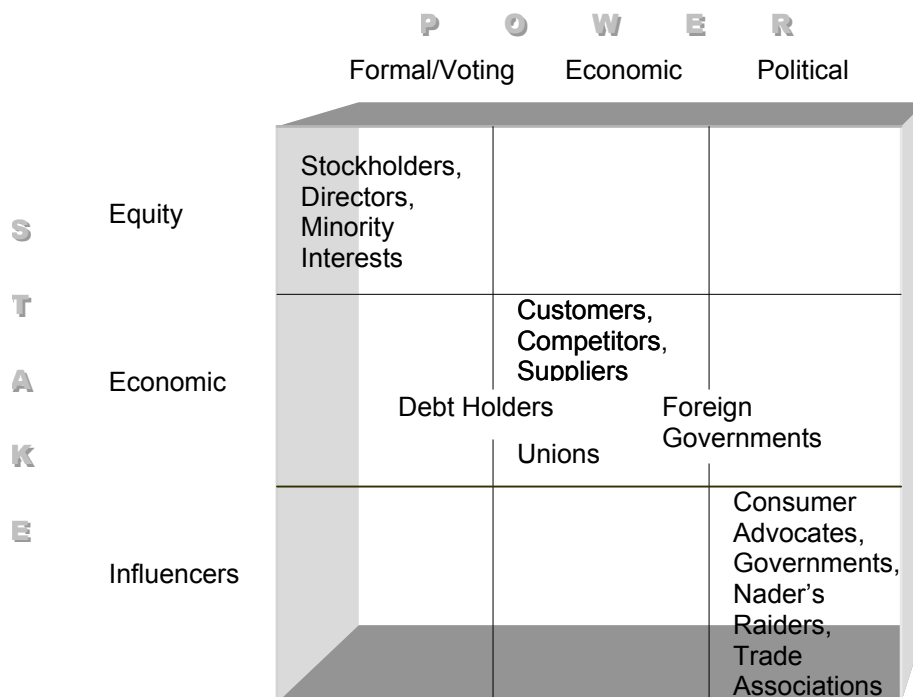 P O W E R
Formal/Voting Economic Political
S T A K E
Equity
Stockholders,
Directors,
Minority
Interests
Economic
Customers,
Competitors,
Suppliers
Debt Holders
Unions
Foreign
Governments
Influencers
Consumer
Advocates,
Governments,
Nader’s
Raiders,
Trade
Associations